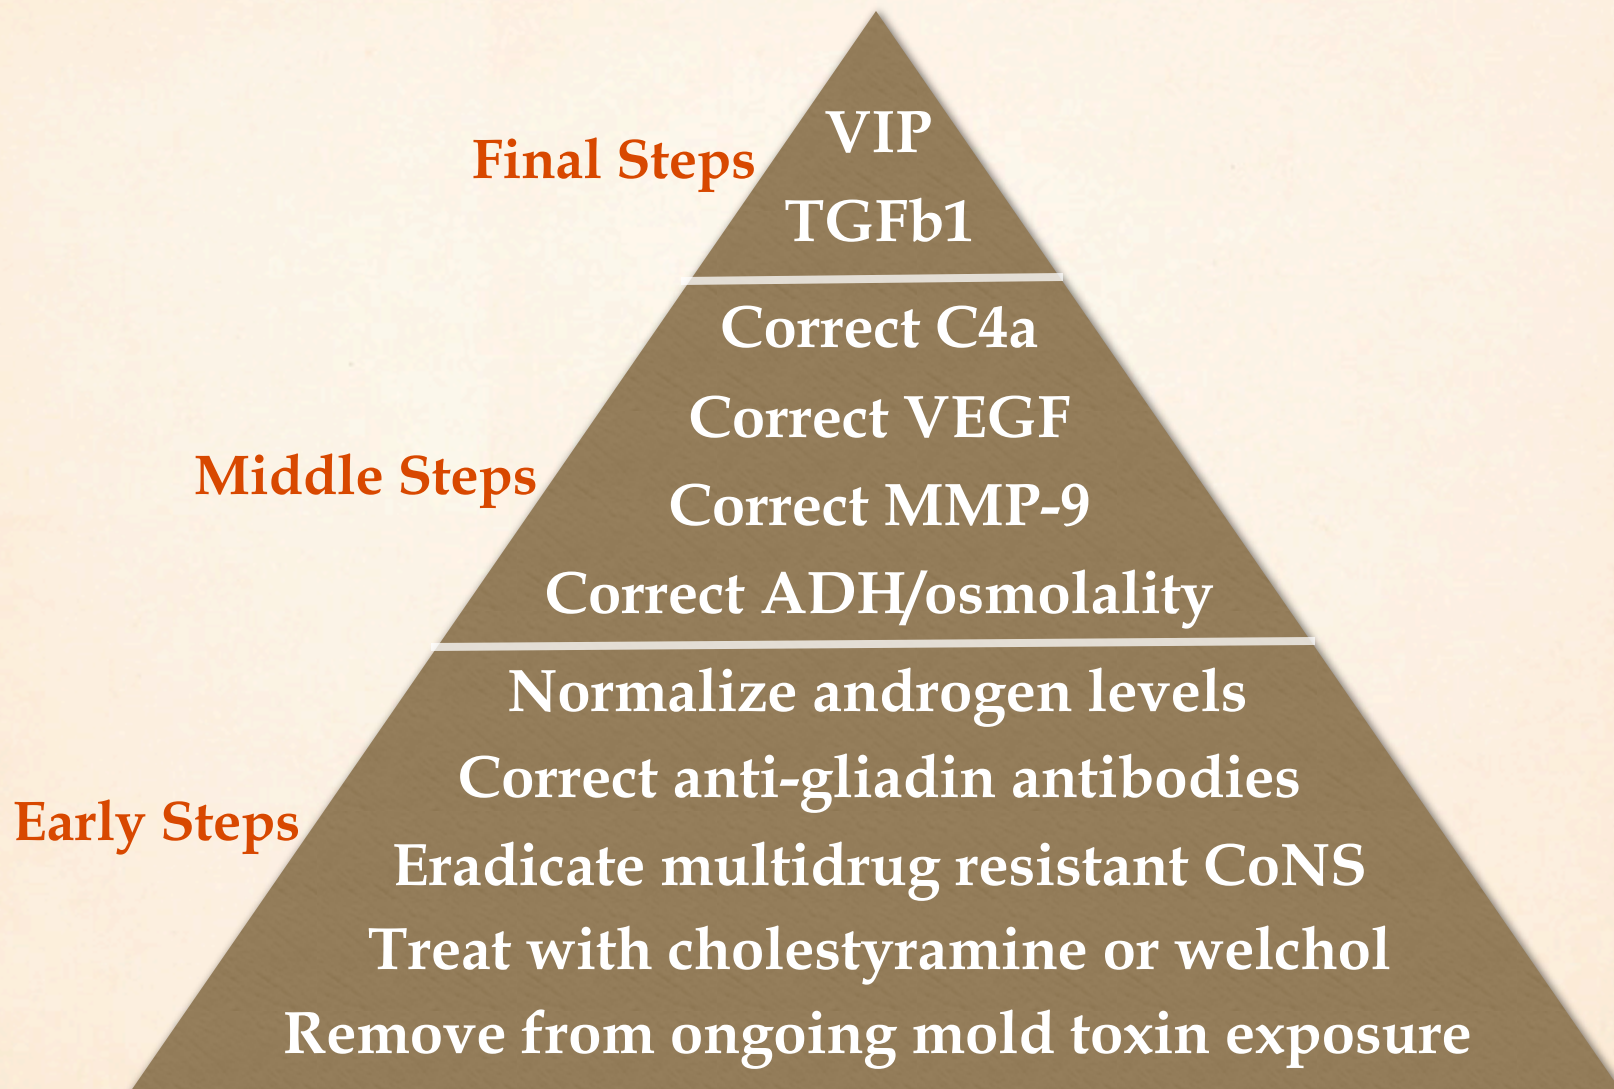 VIP
Final Steps
TGFb1
Correct C4a
Correct VEGF
Middle Steps
Correct MMP-9
Correct ADH/osmolality
Normalize androgen levels
Correct anti-gliadin antibodies
Early Steps
Eradicate multidrug resistant CoNS
Treat with cholestyramine or welchol
Remove from ongoing mold toxin exposure